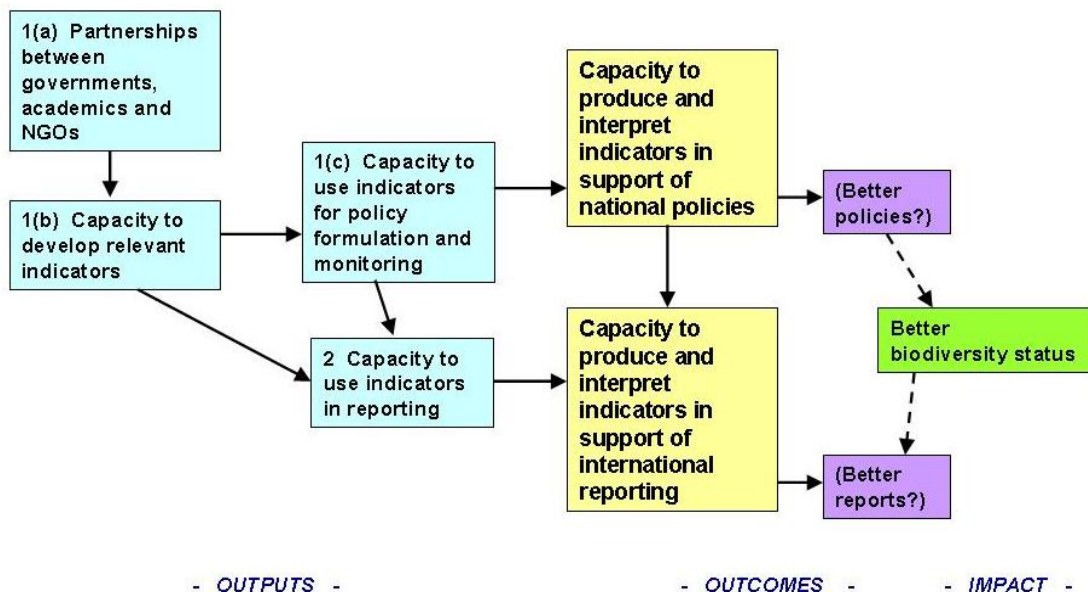 1(a) Partnerships
between
governments,
academics and
NGOs
1(b) Capacity to
develop relevant
indicators
1(c) Capacity to
use indicators
for policy
formulation and
monitoring
2 Capacity to
use indicators
in reporting
Capacity to
produce and
interpret
indicators in
support of
national policies
Capacity to
produce and
interpret
indicators in
support of
international
reporting
(Better
policies?)
Better
biodiversity status
(Better
reports?)
- OUTPUTS -
- OUTCOMES -
- IMPACT -